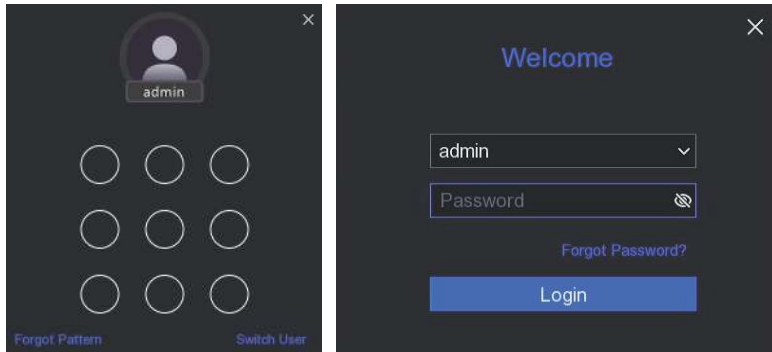 admin
Forgot Pattern
Switch User
Welcome
admin
Password
Forgot Password?
Login